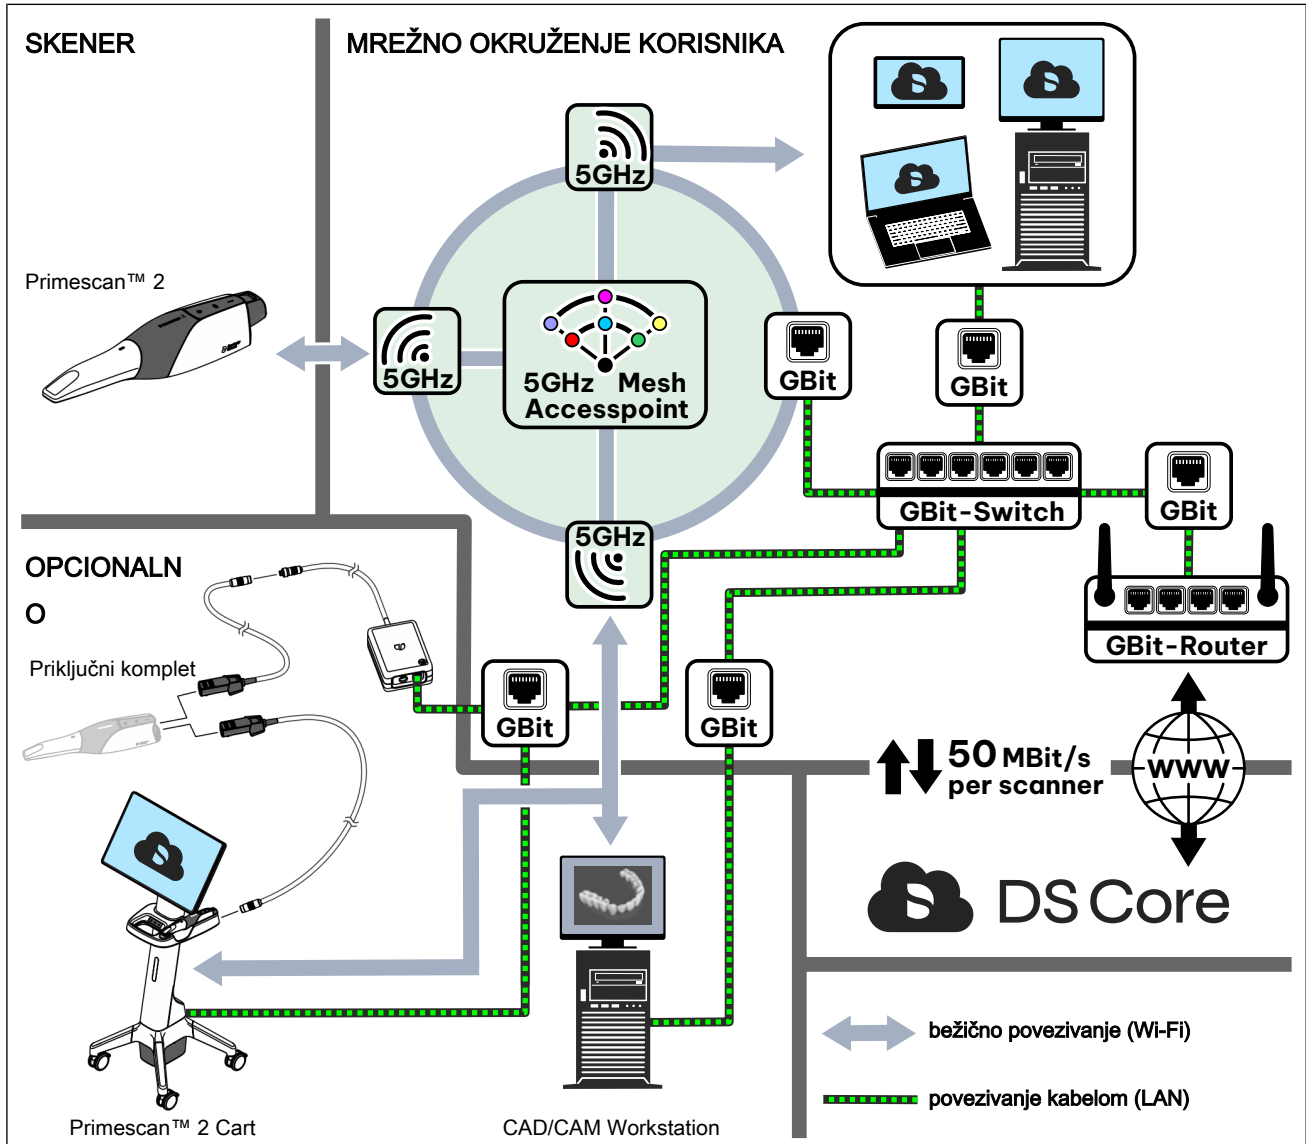 SKENER
MREŽNO OKRUŽENJE KORISNIKA
5GHz
Primescan™ 2
5GHz
5GHz Mesh
Accesspoint
GBit
GBit
GBit-Switch
GBit
5GHz
OPCIONALN
O
Priključni komplet
GBit
GBit
GBit-Router
50 MBit/s
per scanner
WWW
DS Core
bežično povezivanje (Wi-Fi)
povezivanje kabelom (LAN)
Primescan™ 2 Cart
CAD/CAM Workstation